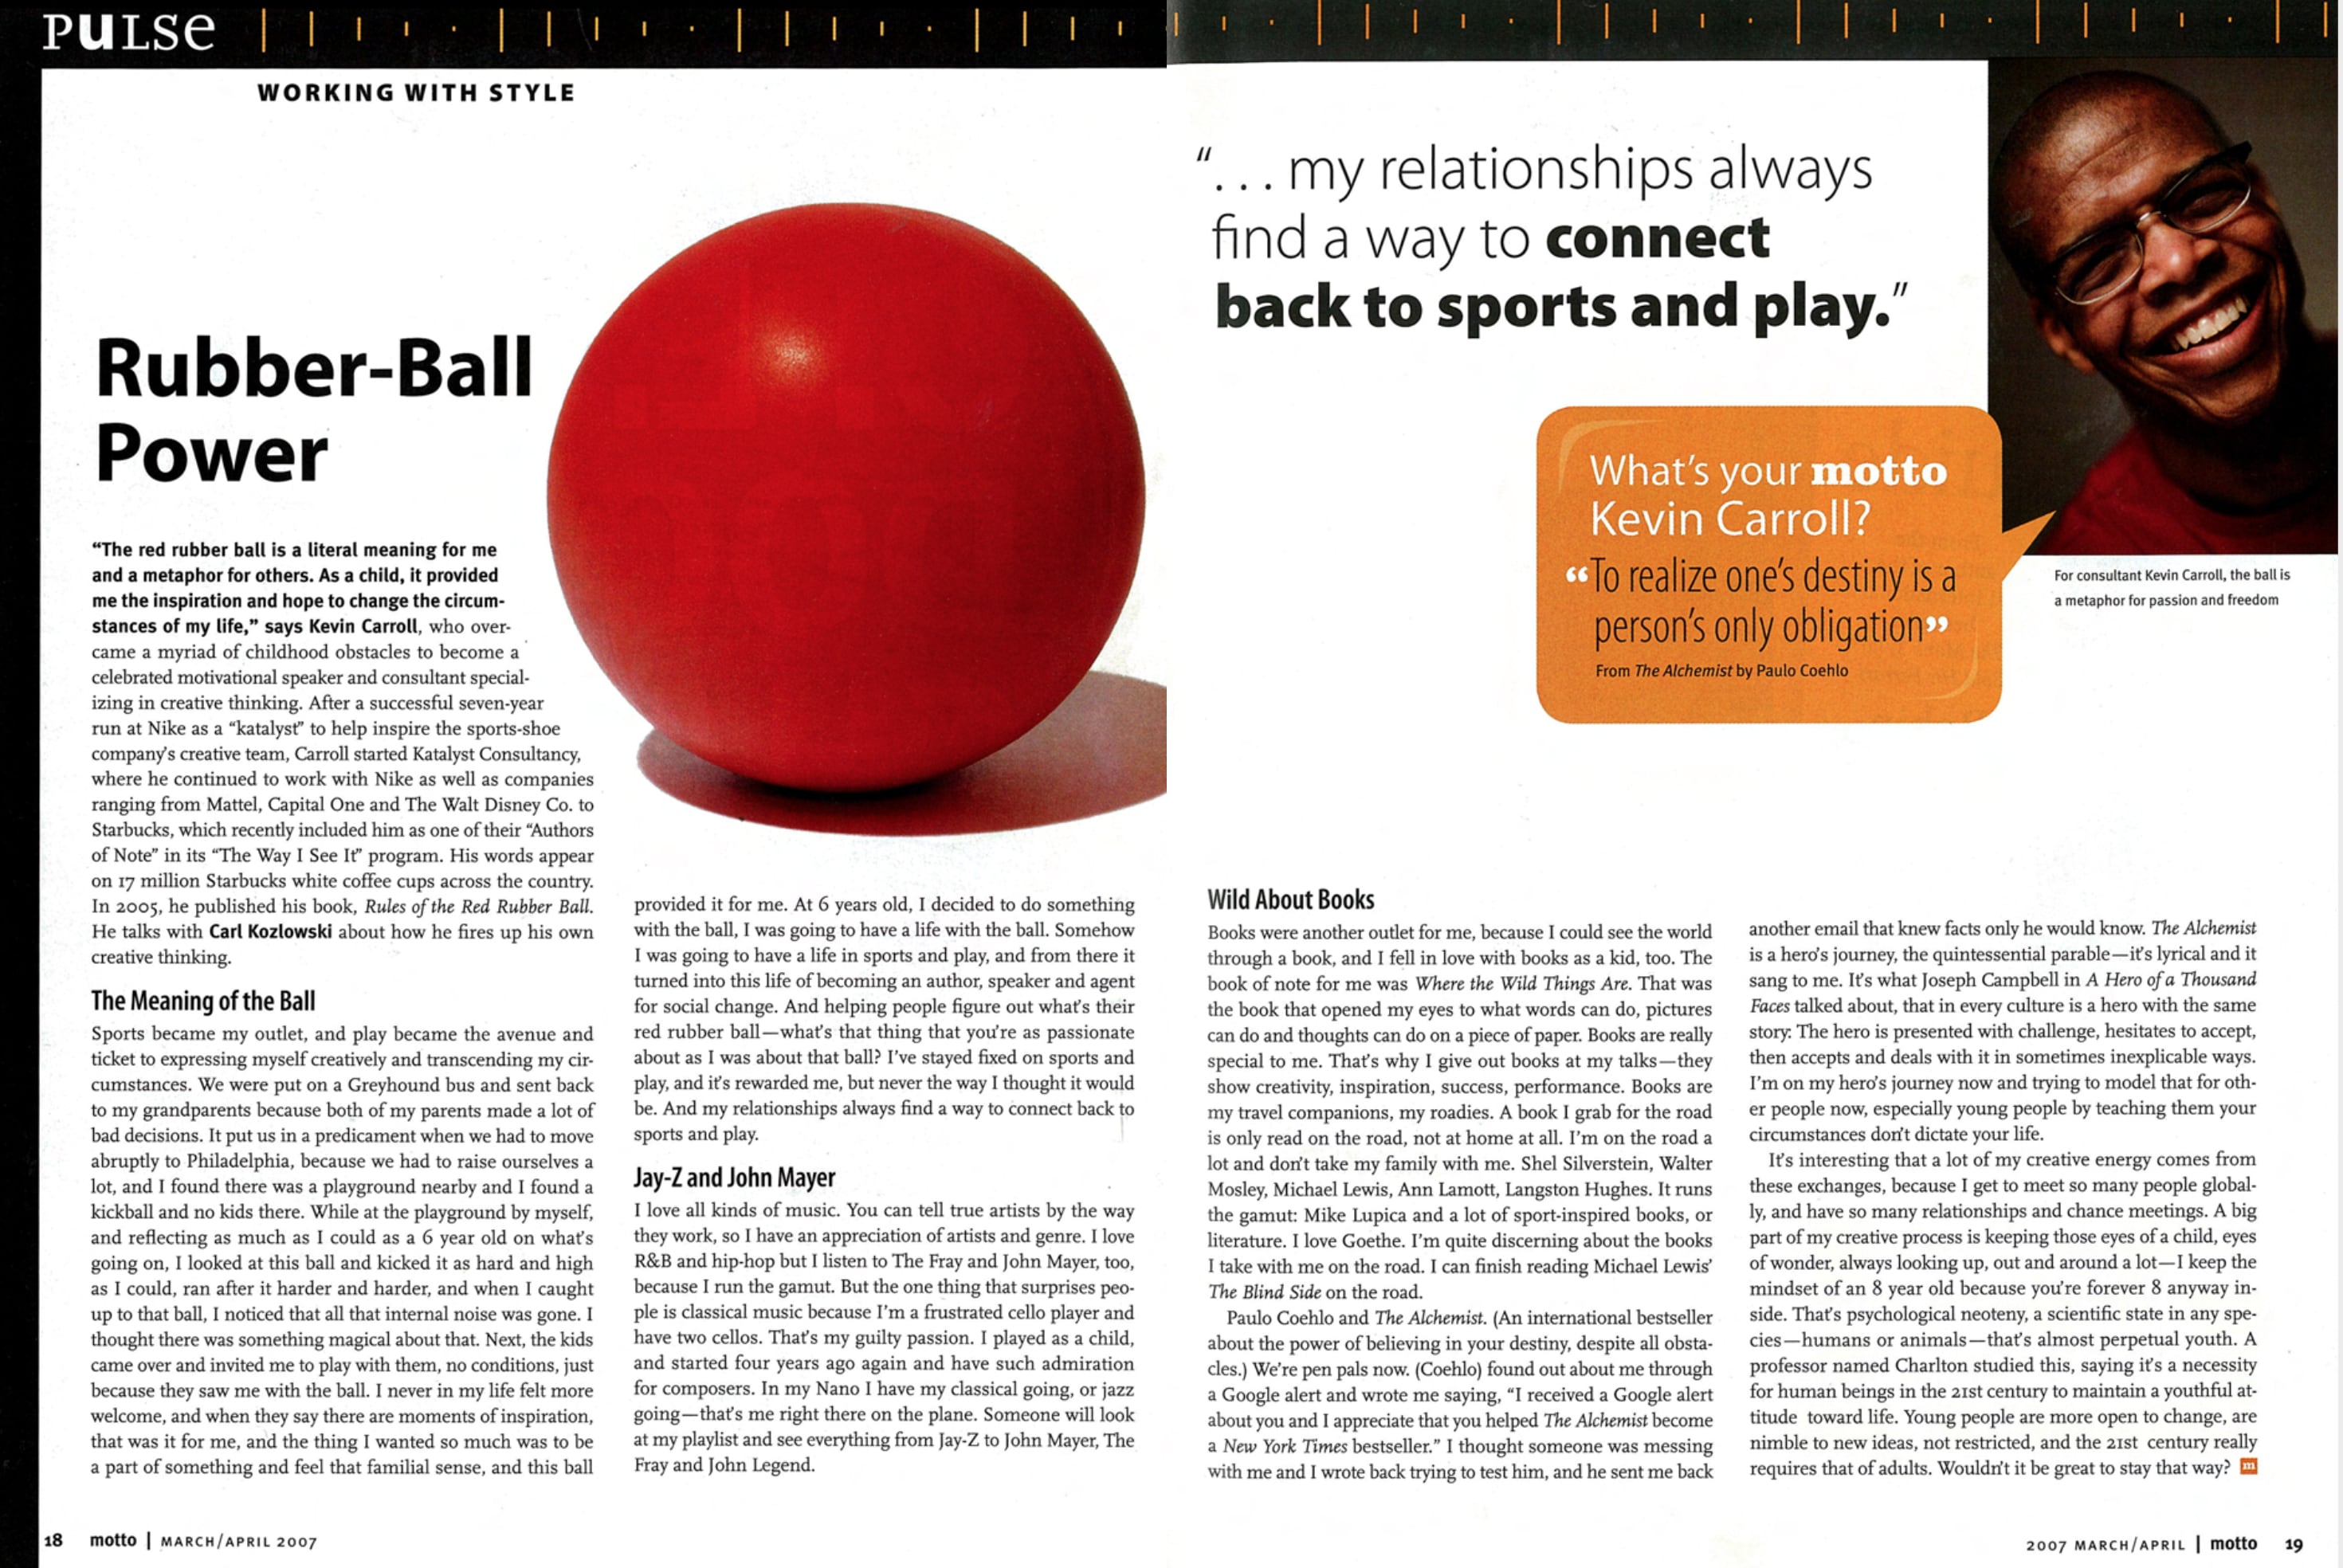 PuLSe
WORKING WITH STYLE
Rubber-Ball
Power
“The red rubber ball is a literal meaning for me
and a metaphor for others. As a child, it provided
me the inspiration and hope to change the circum-
stances of my life,” says Kevin Carroll, who over-
came a myriad of childhood obstacles to become a
celebrated motivational speaker and consultant special-
izing in creative thinking. After a successful seven-year
run at Nike as a “katalyst” to help inspire the sports-shoe
company’s creative team, Carroll started Katalyst Consultancy,
where he continued to work with Nike as well as companies
ranging from Mattel, Capital One and The Walt Disney Co. to
Starbucks, which recently included him as one of their “Authors
of Note” in its “The Way I See It” program. His words appear
on 17 million Starbucks white coffee cups across the country.
In 2005, he published his book, Rules of the Red Rubber Ball.
He talks with Carl Kozlowski about how he fires up his own
creative thinking.
The Meaning of the Ball
Sports became my outlet, and play became the avenue and
ticket to expressing myself creatively and transcending my cir-
cumstances. We were put on a Greyhound bus and sent back
to my grandparents because both of my parents made a lot of
bad decisions. It put us in a predicament when we had to move
abruptly to Philadelphia, because we had to raise ourselves a
lot, and I found there was a playground nearby and I found a
kickball and no kids there. While at the playground by myself,
and reflecting as much as I could as a 6 year old on what’s
going on, I looked at this ball and kicked it as hard and high
as I could, ran after it harder and harder, and when I caught
up to that ball, I noticed that all that internal noise was gone. I
thought there was something magical about that. Next, the kids
came over and invited me to play with them, no conditions, just
because they saw me with the ball. I never in my life felt more
welcome, and when they say there are moments of inspiration,
that was it for me, and the thing I wanted so much was to be
a part of something and feel that familial sense, and this ball
provided it for me. At 6 years old, I decided to do something
with the ball, I was going to have a life with the ball. Somehow
I was going to have a life in sports and play, and from there it
turned into this life of becoming an author, speaker and agent
for social change. And helping people figure out what’s their
red rubber ball—what’s that thing that you’re as passionate
about as I was about that ball? I’ve stayed fixed on sports and
play, and it’s rewarded me, but never the way I thought it would
be. And my relationships always find a way to connect back to
sports and play.
Jay-Z and John Mayer
I love all kinds of music. You can tell true artists by the way
they work, so I have an appreciation of artists and genre. I love
R&B and hip-hop but I listen to The Fray and John Mayer, too,
because I run the gamut. But the one thing that surprises peo-
ple is classical music because I’m a frustrated cello player and
have two cellos. That’s my guilty passion. I played as a child,
and started four years ago again and have such admiration
for composers. In my Nano I have my classical going, or jazz
going—that’s me right there on the plane. Someone will look
at my playlist and see everything from Jay-Z to John Mayer, The
Fray and John Legend.
18 motto | MARCH/APRIL 2007
“... my relationships always
find a way to connect
back to sports and play.”
What’s your motto
Kevin Carroll?
“To realize one’s destiny is a
person’s only obligation”
From The Alchemist by Paulo Coehlo
For consultant Kevin Carroll, the ball is
a metaphor for passion and freedom
Wild About Books
Books were another outlet for me, because I could see the world
through a book, and I fell in love with books as a kid, too. The
book of note for me was Where the Wild Things Are. That was
the book that opened my eyes to what words can do, pictures
can do and thoughts can do on a piece of paper. Books are really
special to me. That’s why I give out books at my talks—they
show creativity, inspiration, success, performance. Books are
my travel companions, my roadies. A book I grab for the road
is only read on the road, not at home at all. I’m on the road a
lot and don’t take my family with me. Shel Silverstein, Walter
Mosley, Michael Lewis, Ann Lamott, Langston Hughes. It runs
the gamut: Mike Lupica and a lot of sport-inspired books, or
literature. I love Goethe. I’m quite discerning about the books
I take with me on the road. I can finish reading Michael Lewis’
The Blind Side on the road.
Paulo Coehlo and The Alchemist. (An international bestseller
about the power of believing in your destiny, despite all obsta-
cles.) We’re pen pals now. (Coehlo) found out about me through
a Google alert and wrote me saying, “I received a Google alert
about you and I appreciate that you helped The Alchemist become
a New York Times bestseller.” I thought someone was messing
with me and I wrote back trying to test him, and he sent me back
another email that knew facts only he would know. The Alchemist
is a hero’s journey, the quintessential parable—it’s lyrical and it
sang to me. It’s what Joseph Campbell in A Hero of a Thousand
Faces talked about, that in every culture is a hero with the same
story: The hero is presented with challenge, hesitates to accept,
then accepts and deals with it in sometimes inexplicable ways.
I’m on my hero’s journey now and trying to model that for oth-
er people now, especially young people by teaching them your
circumstances don’t dictate your life.
It’s interesting that a lot of my creative energy comes from
these exchanges, because I get to meet so many people global-
ly, and have so many relationships and chance meetings. A big
part of my creative process is keeping those eyes of a child, eyes
of wonder, always looking up, out and around a lot—I keep the
mindset of an 8 year old because you’re forever 8 anyway in-
side. That’s psychological neoteny, a scientific state in any spe-
cies—humans or animals—that’s almost perpetual youth. A
professor named Charlton studied this, saying it’s a necessity
for human beings in the 21st century to maintain a youthful at-
titude toward life. Young people are more open to change, are
nimble to new ideas, not restricted, and the 21st century really
requires that of adults. Wouldn’t it be great to stay that way? m
2007 MARCH/APRIL | motto 19